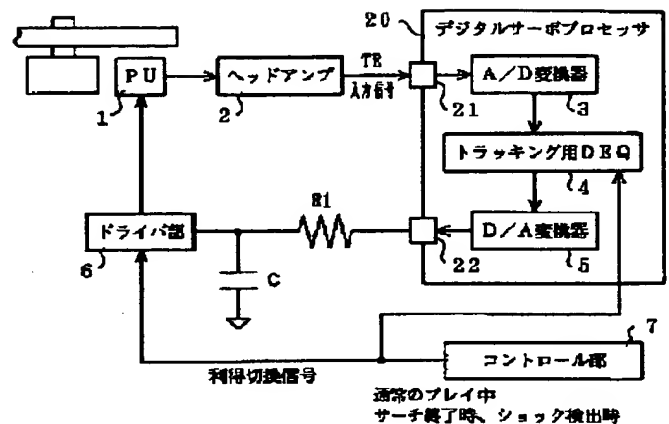 20
デジタルサーボプロセッサ
PU
1
ヘッドアンプ
2
TE
入力信号
21
A/D変換器
3
トラッキング用DEQ
4
D/A変換器
5
22
R1
C
ドライバ部
6
利得切換信号
7
コントロール部
通常のプレイ中
サーチ終了時、ショック検出時